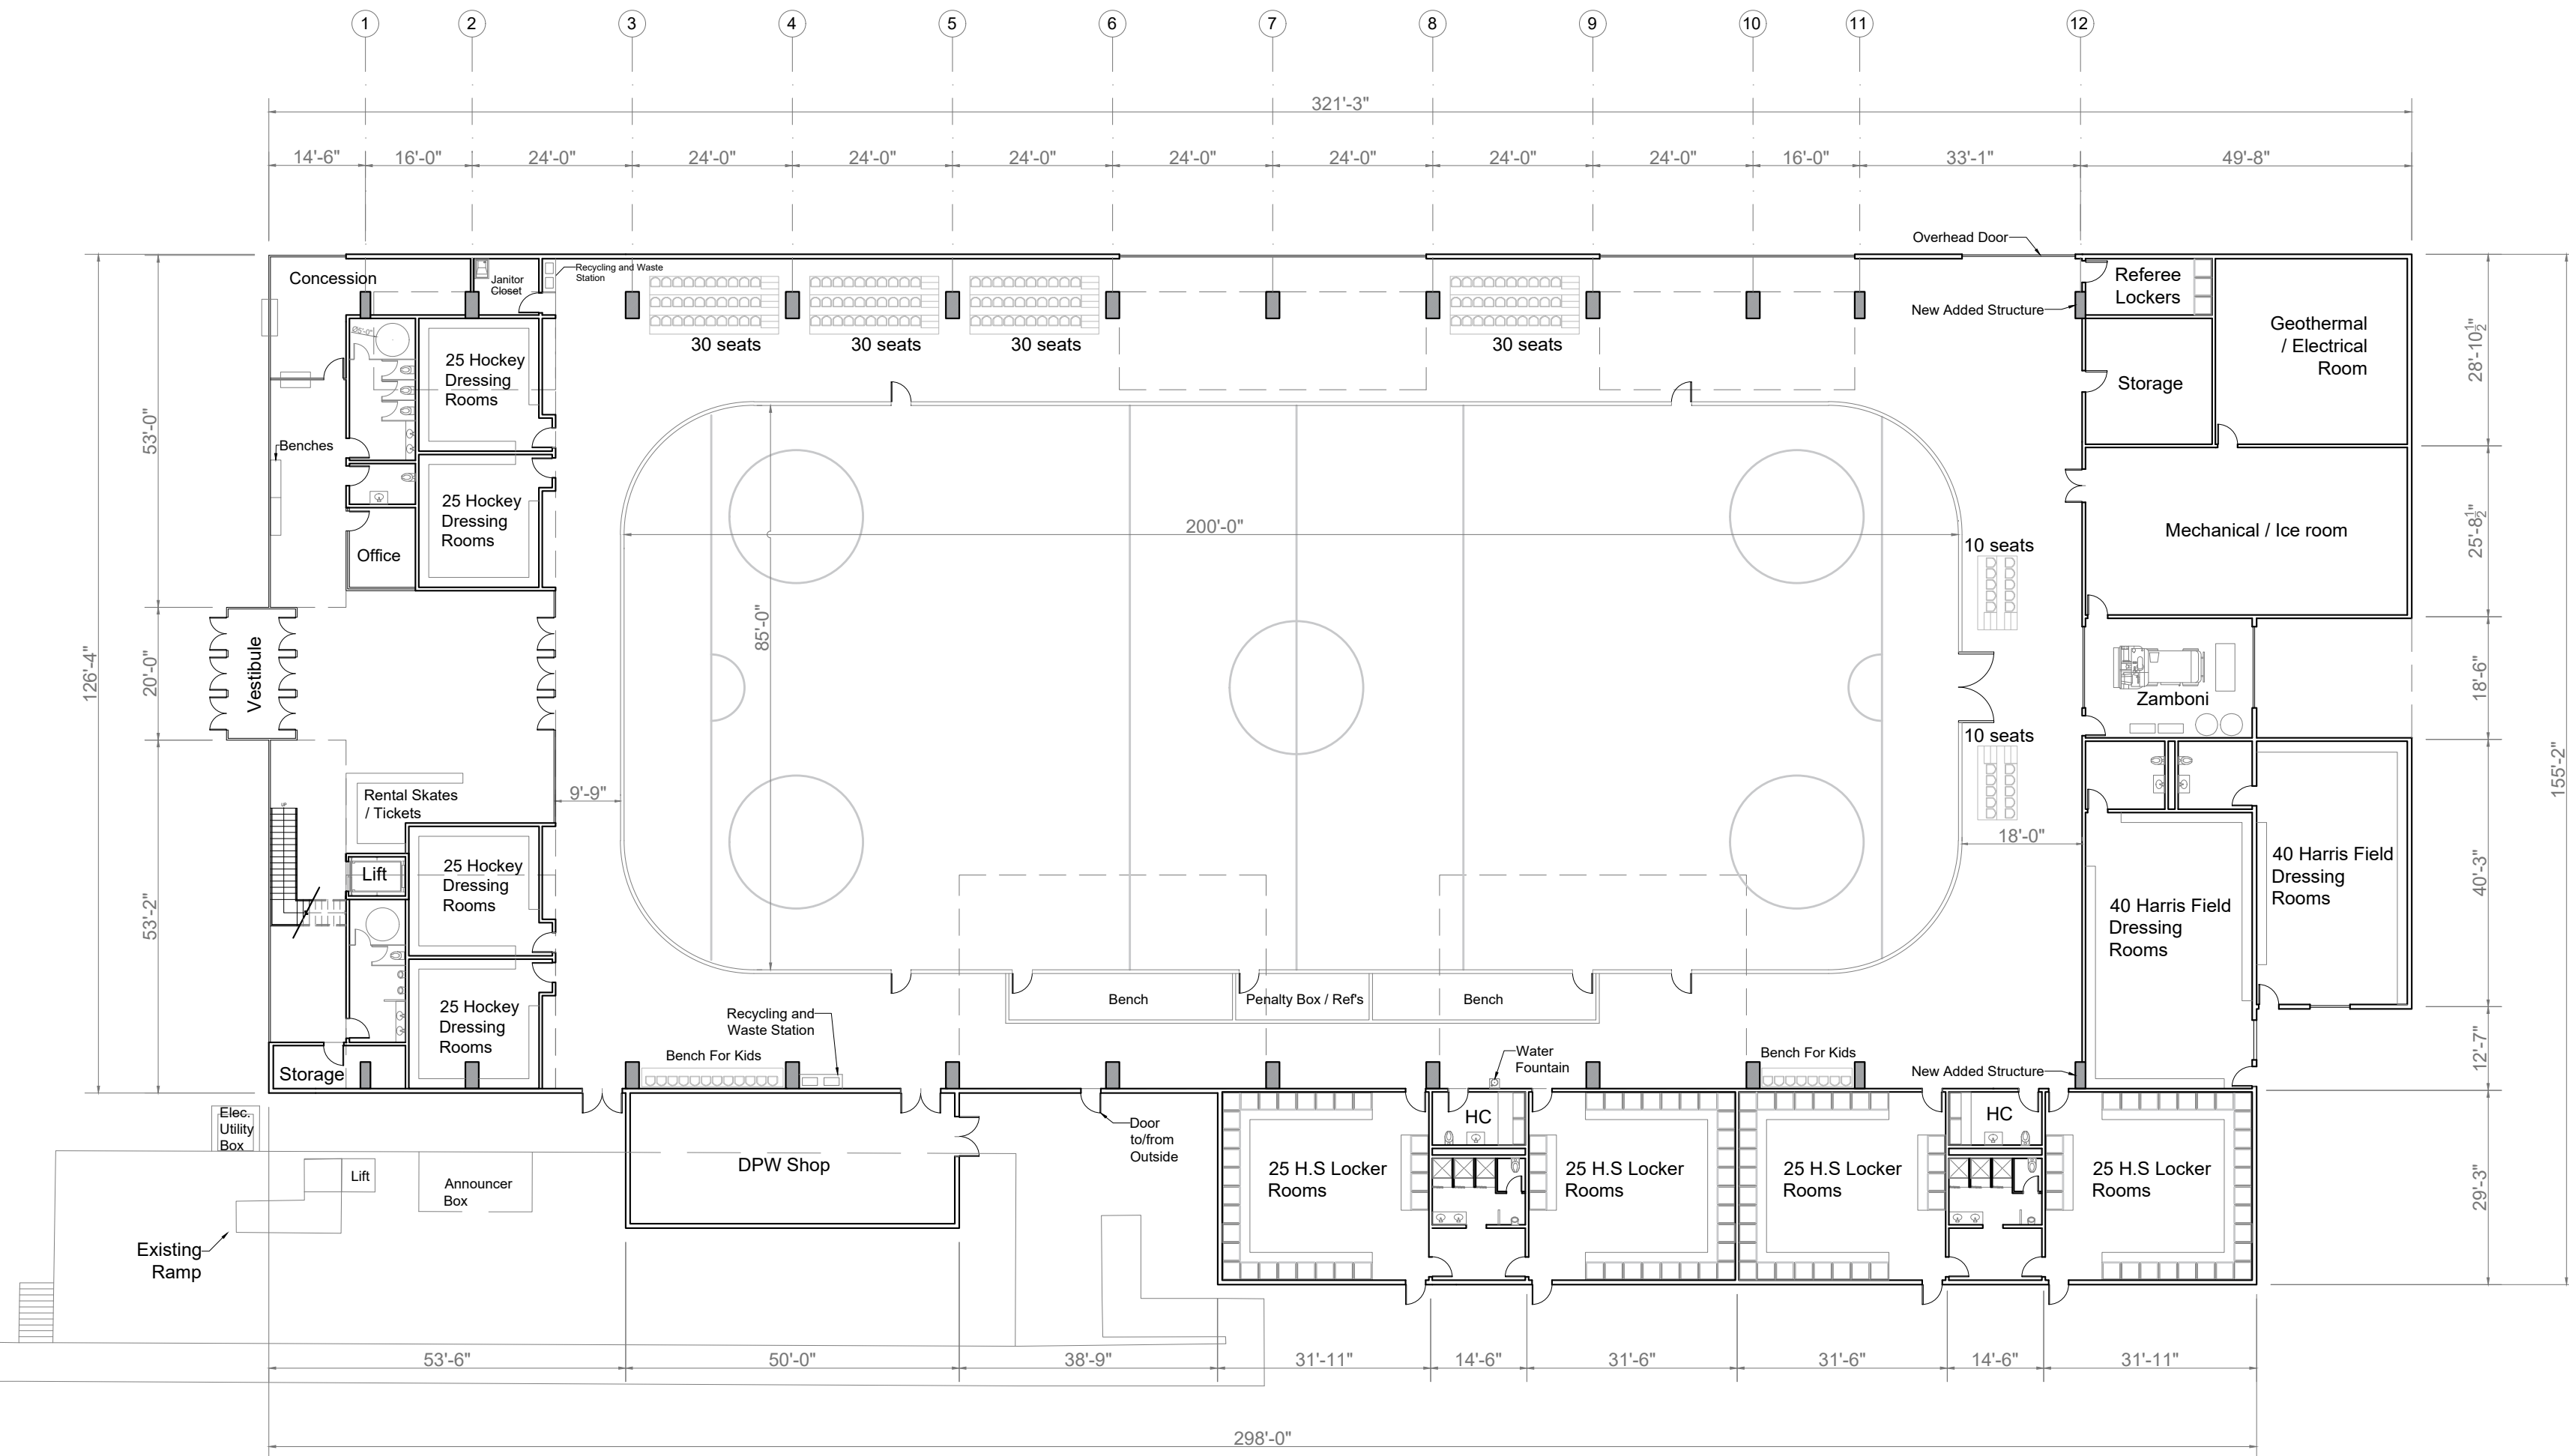 1
2
3
4
5
6
7
8
9
10
11
12
321'-3"
14'-6"
16'-0"
24'-0"
24'-0"
24'-0"
24'-0"
24'-0"
24'-0"
24'-0"
24'-0"
16'-0"
33'-1"
49'-8"
Overhead Door
Concession
Janitor
Closet
Recycling and Waste
Station
Referee
Lockers
New Added Structure
Geothermal
/ Electrical
Room
28'-10½"
Ø5'-0"
30 seats
30 seats
30 seats
30 seats
25 Hockey
Dressing
Rooms
Storage
53'-0"
Benches
25 Hockey
Dressing
Rooms
200'-0"
Mechanical / Ice room
25'-8½"
Office
10 seats
126'-4"
20'-0"
Vestibule
85'-0"
Zamboni
18'-6"
10 seats
155'-2"
Rental Skates
/ Tickets
9'-9"
18'-0"
UP
Lift
25 Hockey
Dressing
Rooms
40 Harris Field
Dressing
Rooms
40 Harris Field
Dressing
Rooms
40'-3"
53'-2"
25 Hockey
Dressing
Rooms
Bench
Penalty Box / Ref's
Bench
Recycling and
Waste Station
12'-7"
Storage
Bench For Kids
Water
Fountain
Bench For Kids
New Added Structure
Elec.
Utility
Box
Door
to/from
Outside
HC
HC
DPW Shop
Lift
Announcer
Box
25 H.S Locker
Rooms
25 H.S Locker
Rooms
25 H.S Locker
Rooms
25 H.S Locker
Rooms
29'-3"
Existing
Ramp
53'-6"
50'-0"
38'-9"
31'-11"
14'-6"
31'-6"
31'-6"
14'-6"
31'-11"
298'-0"